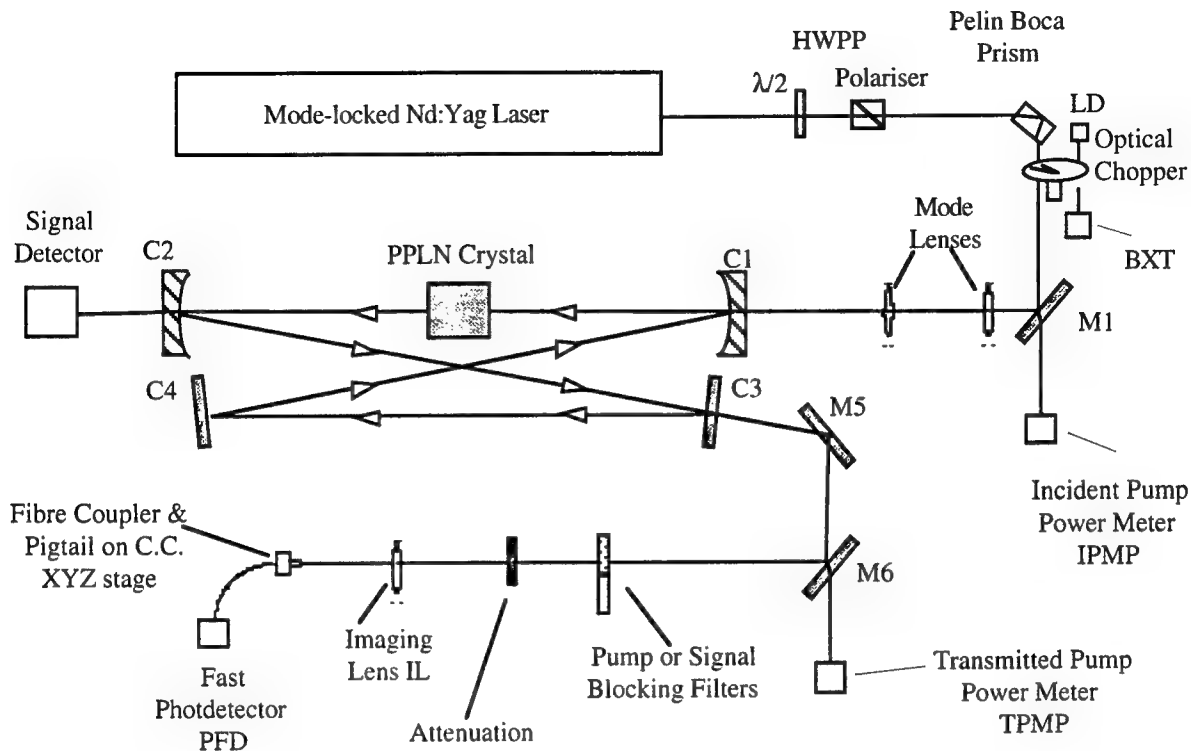 HWPP
λ/2
Polariser
Pelin Boca
Prism
LD
Optical
Chopper
Mode-locked Nd:Yag Laser
Signal
Detector
C2
PPLN Crystal
C1
Mode
Lenses
BXT
M1
C4
C3
M5
Incident Pump
Power Meter
IPMP
Fibre Coupler &
Pigtail on C.C.
XYZ stage
M6
Imaging
Lens IL
Pump or Signal
Blocking Filters
Transmitted Pump
Power Meter
TPMP
Fast
Photdetector
PFD
Attenuation